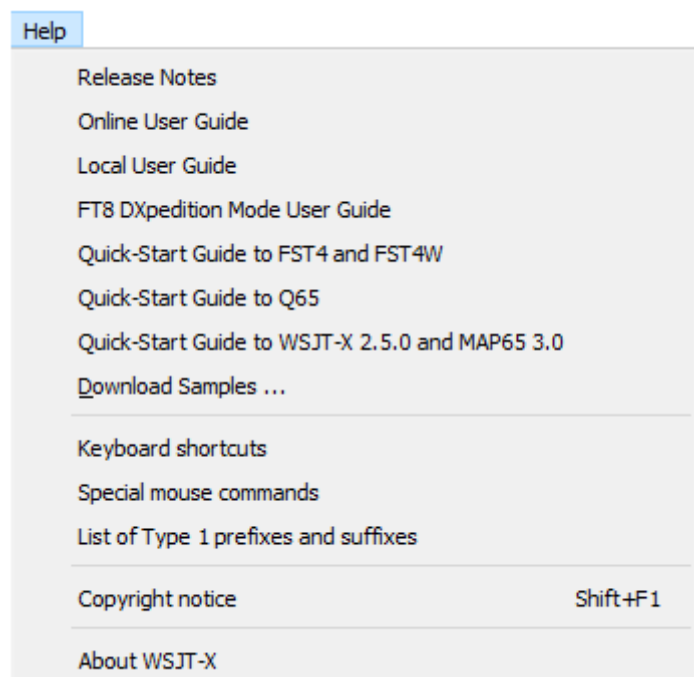 Help
Release Notes
Online User Guide
Local User Guide
FT8 DXpedition Mode User Guide
Quick-Start Guide to FST4 and FST4W
Quick-Start Guide to Q65
Quick-Start Guide to WSJT-X 2.5.0 and MAP65 3.0
Download Samples ...
Keyboard shortcuts
Special mouse commands
List of Type 1 prefixes and suffixes
Copyright notice Shift+F1
About WSJT-X